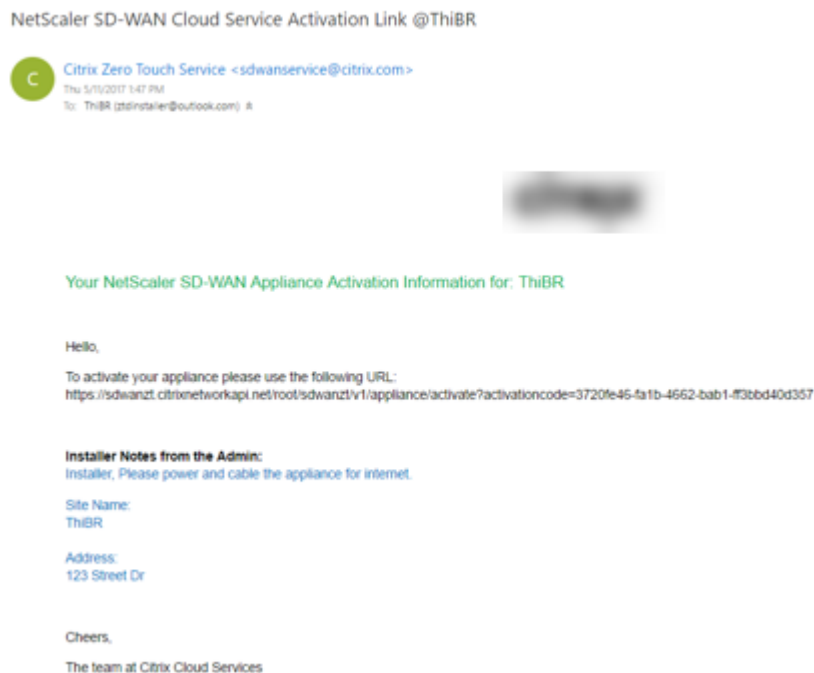 NetScaler SD-WAN Cloud Service Activation Link @ThiBR
C
Citrix Zero Touch Service <sdwanservice@citrix.com>
Thu 5/11/2017 1:47 PM
To: ThiBR (ztdinstaller@outlook.com)
Your NetScaler SD-WAN Appliance Activation Information for: ThiBR
Hello,
To activate your appliance please use the following URL:
https://sdwanzt.citrixnetworkapi.net/root/sdwanzt/v1/appliance/activate?activationcode=3720fe46-fa1b-4662-bab1-ff3bbd40d357
Installer Notes from the Admin:
Installer, Please power and cable the appliance for internet.
Site Name:
ThiBR
Address:
123 Street Dr
Cheers,
The team at Citrix Cloud Services